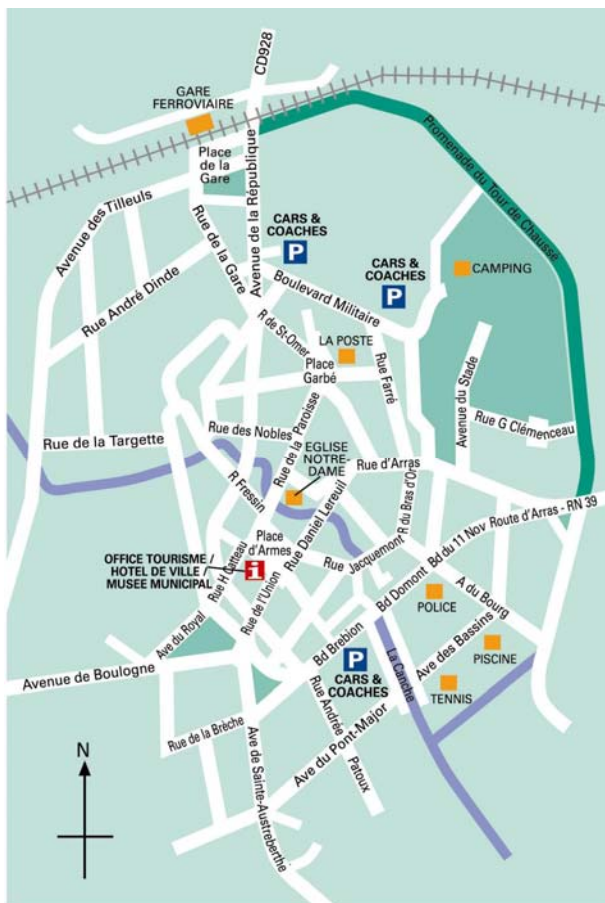 CD928
GARE
FERROVIAIRE
Place
de la
Gare
Avenue de la République
Promenade du Tour de Chausse
Avenue des Tilleuls
Rue de la Gare
CARS &
COACHES
P
CARS &
COACHES
P
CAMPING
Rue André Dinde
Boulevard Militaire
R de St-Omer
LA POSTE
Place
Garbé
Rue Farré
Avenue du Stade
Rue G Clémenceau
Rue de la Targette
Rue des Nobles
Rue de la Paroisse
EGLISE
NOTRE-
DAME
Rue d'Arras
R Fressin
R du Bras d'Or
Rue Daniel Lereuil
Place
d'Armes
Rue Jacquemont
Bd du 11 Nov
Route d'Arras - RN 39
OFFICE TOURISME /
HOTEL DE VILLE /
MUSEE MUNICIPAL
i
Rue H Catteau
Rue de l'Union
Bd Domont
POLICE
A du Bourg
Ave du Royal
Bd Brebion
Avenue de Boulogne
P
CARS &
COACHES
La Canche
Ave des Bassins
PISCINE
TENNIS
Rue de la Brèche
Rue Andrée
Patoux
Ave du Pont-Major
Ave de Sainte-Austreberthe
N